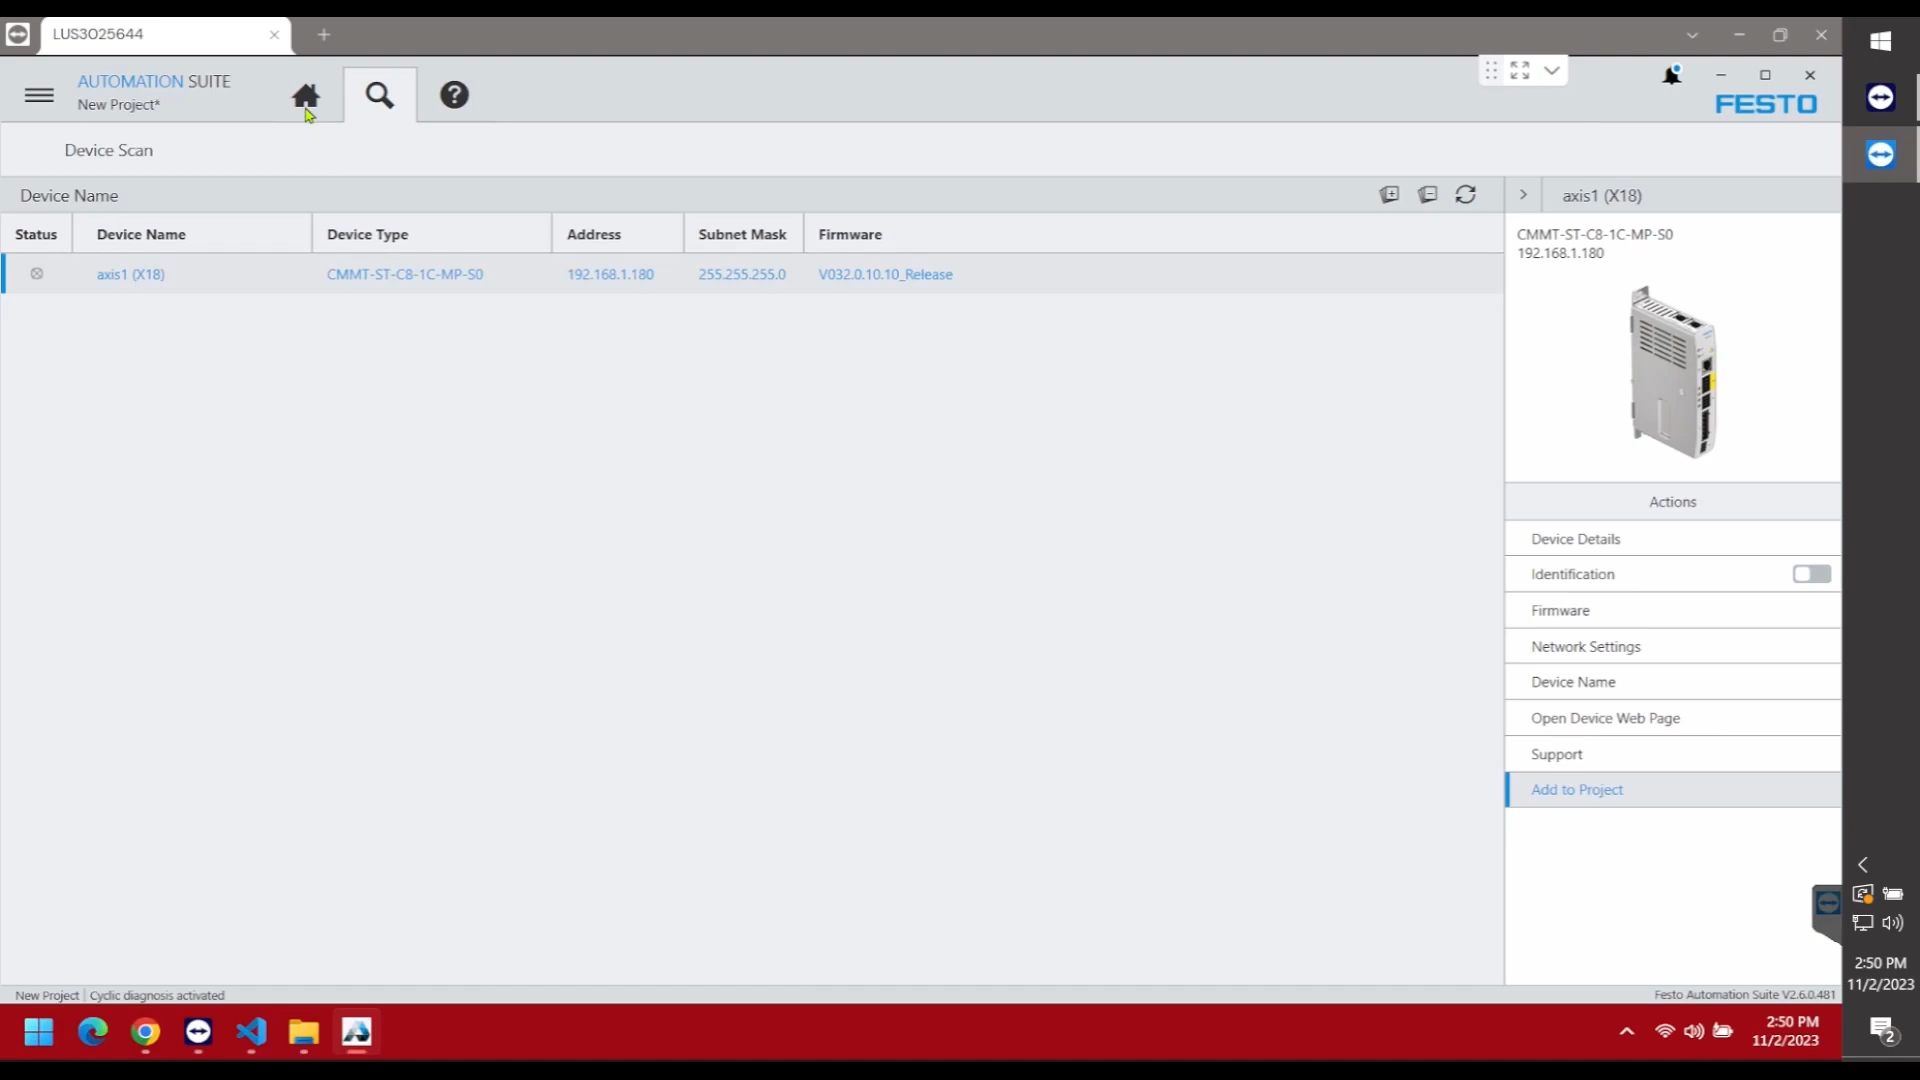 LUS3O25644
AUTOMATION SUITE
New Project*
FESTO
Device Scan
Device Name
axis1 (X18)
Status Device Name Device Type Address Subnet Mask Firmware
axis1 (X18) CMMT-ST-C8-1C-MP-S0 192.168.1.180 255.255.255.0 V032.0.10.10_Release
CMMT-ST-C8-1C-MP-S0
192.168.1.180
Actions
Device Details
Identification
Firmware
Network Settings
Device Name
Open Device Web Page
Support
Add to Project
New Project | Cyclic diagnosis activated
Festo Automation Suite V2.6.0.481
2:50 PM
11/2/2023
2:50 PM
11/2/2023
2